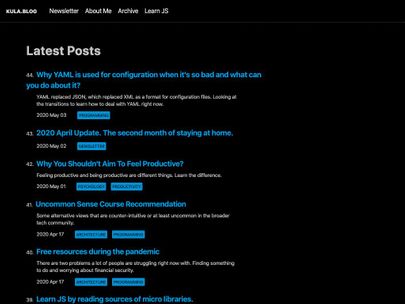 KULA.BLOG Newsletter About Me Archive Learn JS
Latest Posts
44. Why YAML is used for configuration when it's so bad and what can
you do about it?
YAML replaced JSON, which replaced XML as a format for configuration files. Looking at
the transitions to learn how to deal with YAML right now.
2020 May 03 PROGRAMMING
43. 2020 April Update. The second month of staying at home.
2020 May 02 NEWSLETTER
42. Why You Shouldn't Aim To Feel Productive?
Feeling productive and being productive are different things. Learn the difference.
2020 May 01 PSYCHOLOGY PRODUCTIVITY
41. Uncommon Sense Course Recommendation
Some alternative views that are counter-intuitive or at least uncommon in the broader
tech community.
2020 Apr 17 ARCHITECTURE PROGRAMMING
40. Free resources during the pandemic
There are two problems a lot of people are struggling right now with. Finding something
to do and worrying about financial security.
2020 Apr 17 ARCHITECTURE PROGRAMMING
39. Learn JS by reading sources of micro libraries.